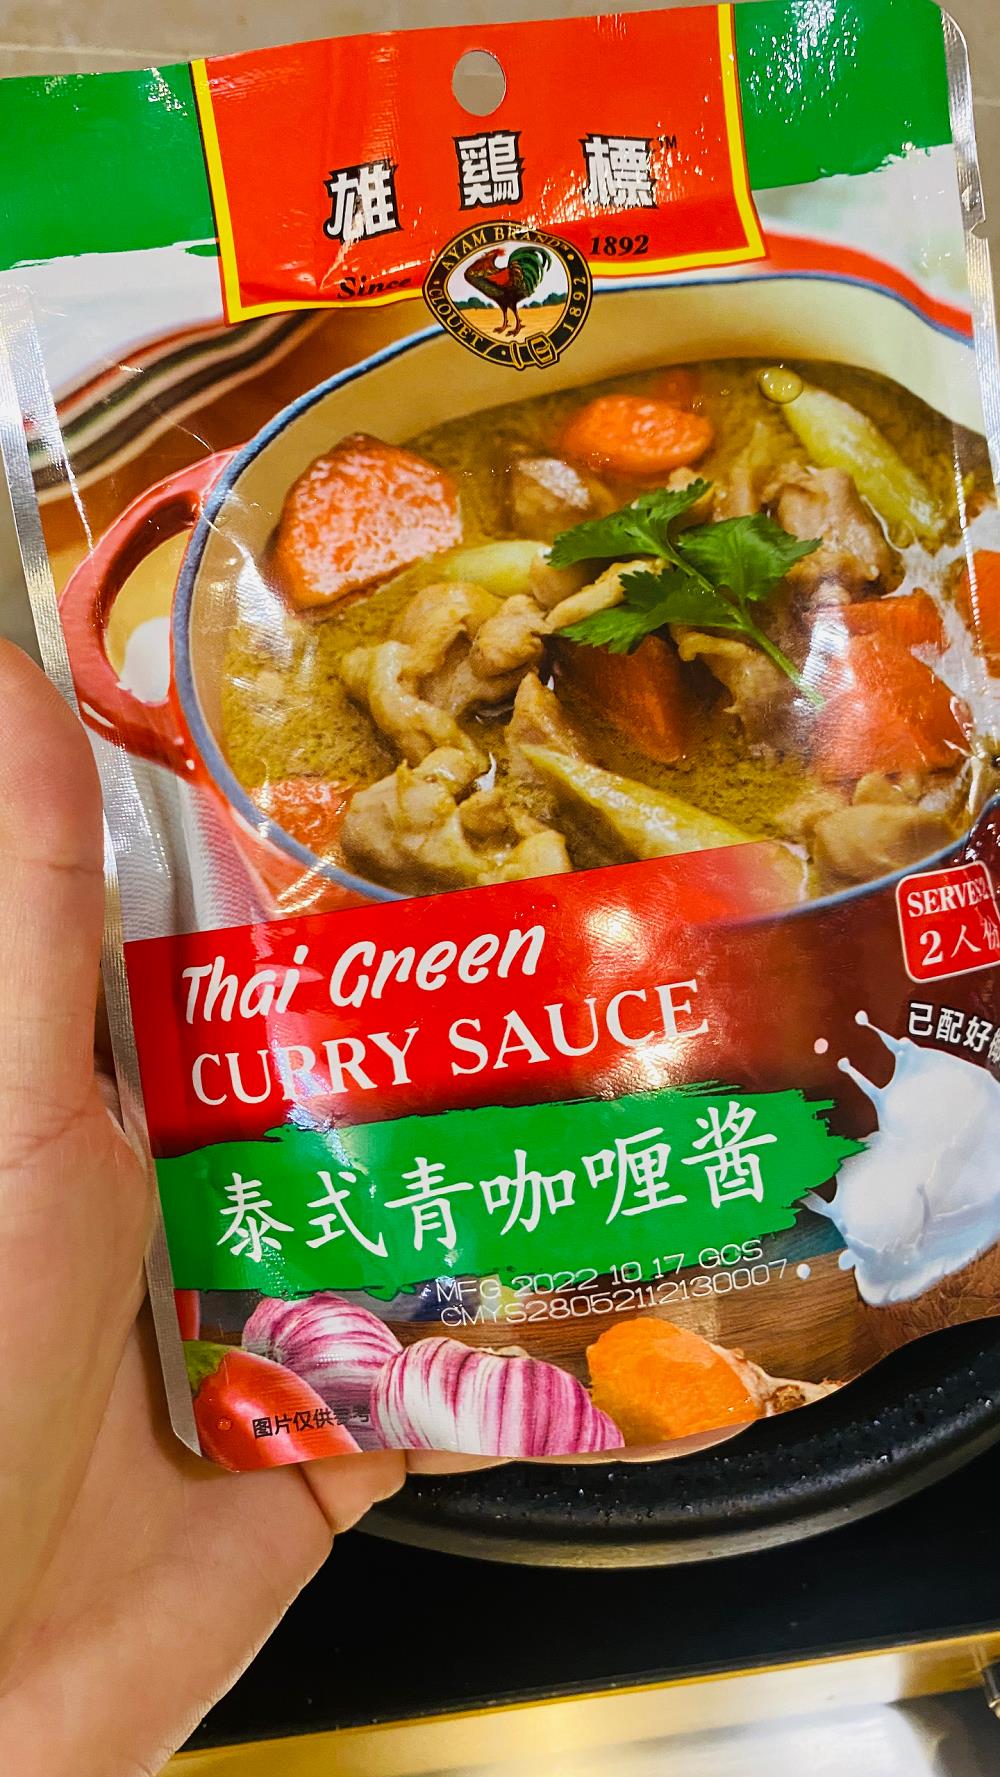 雄鷄標™
Since 1892
AYAM BRAND
CLOUET 1892
SERVES
2人份
Thai Green
CURRY SAUCE
已配好
泰式青咖喱酱
MFG 2022 10 17 GCS
CMYS28052112130007
图片仅供参考